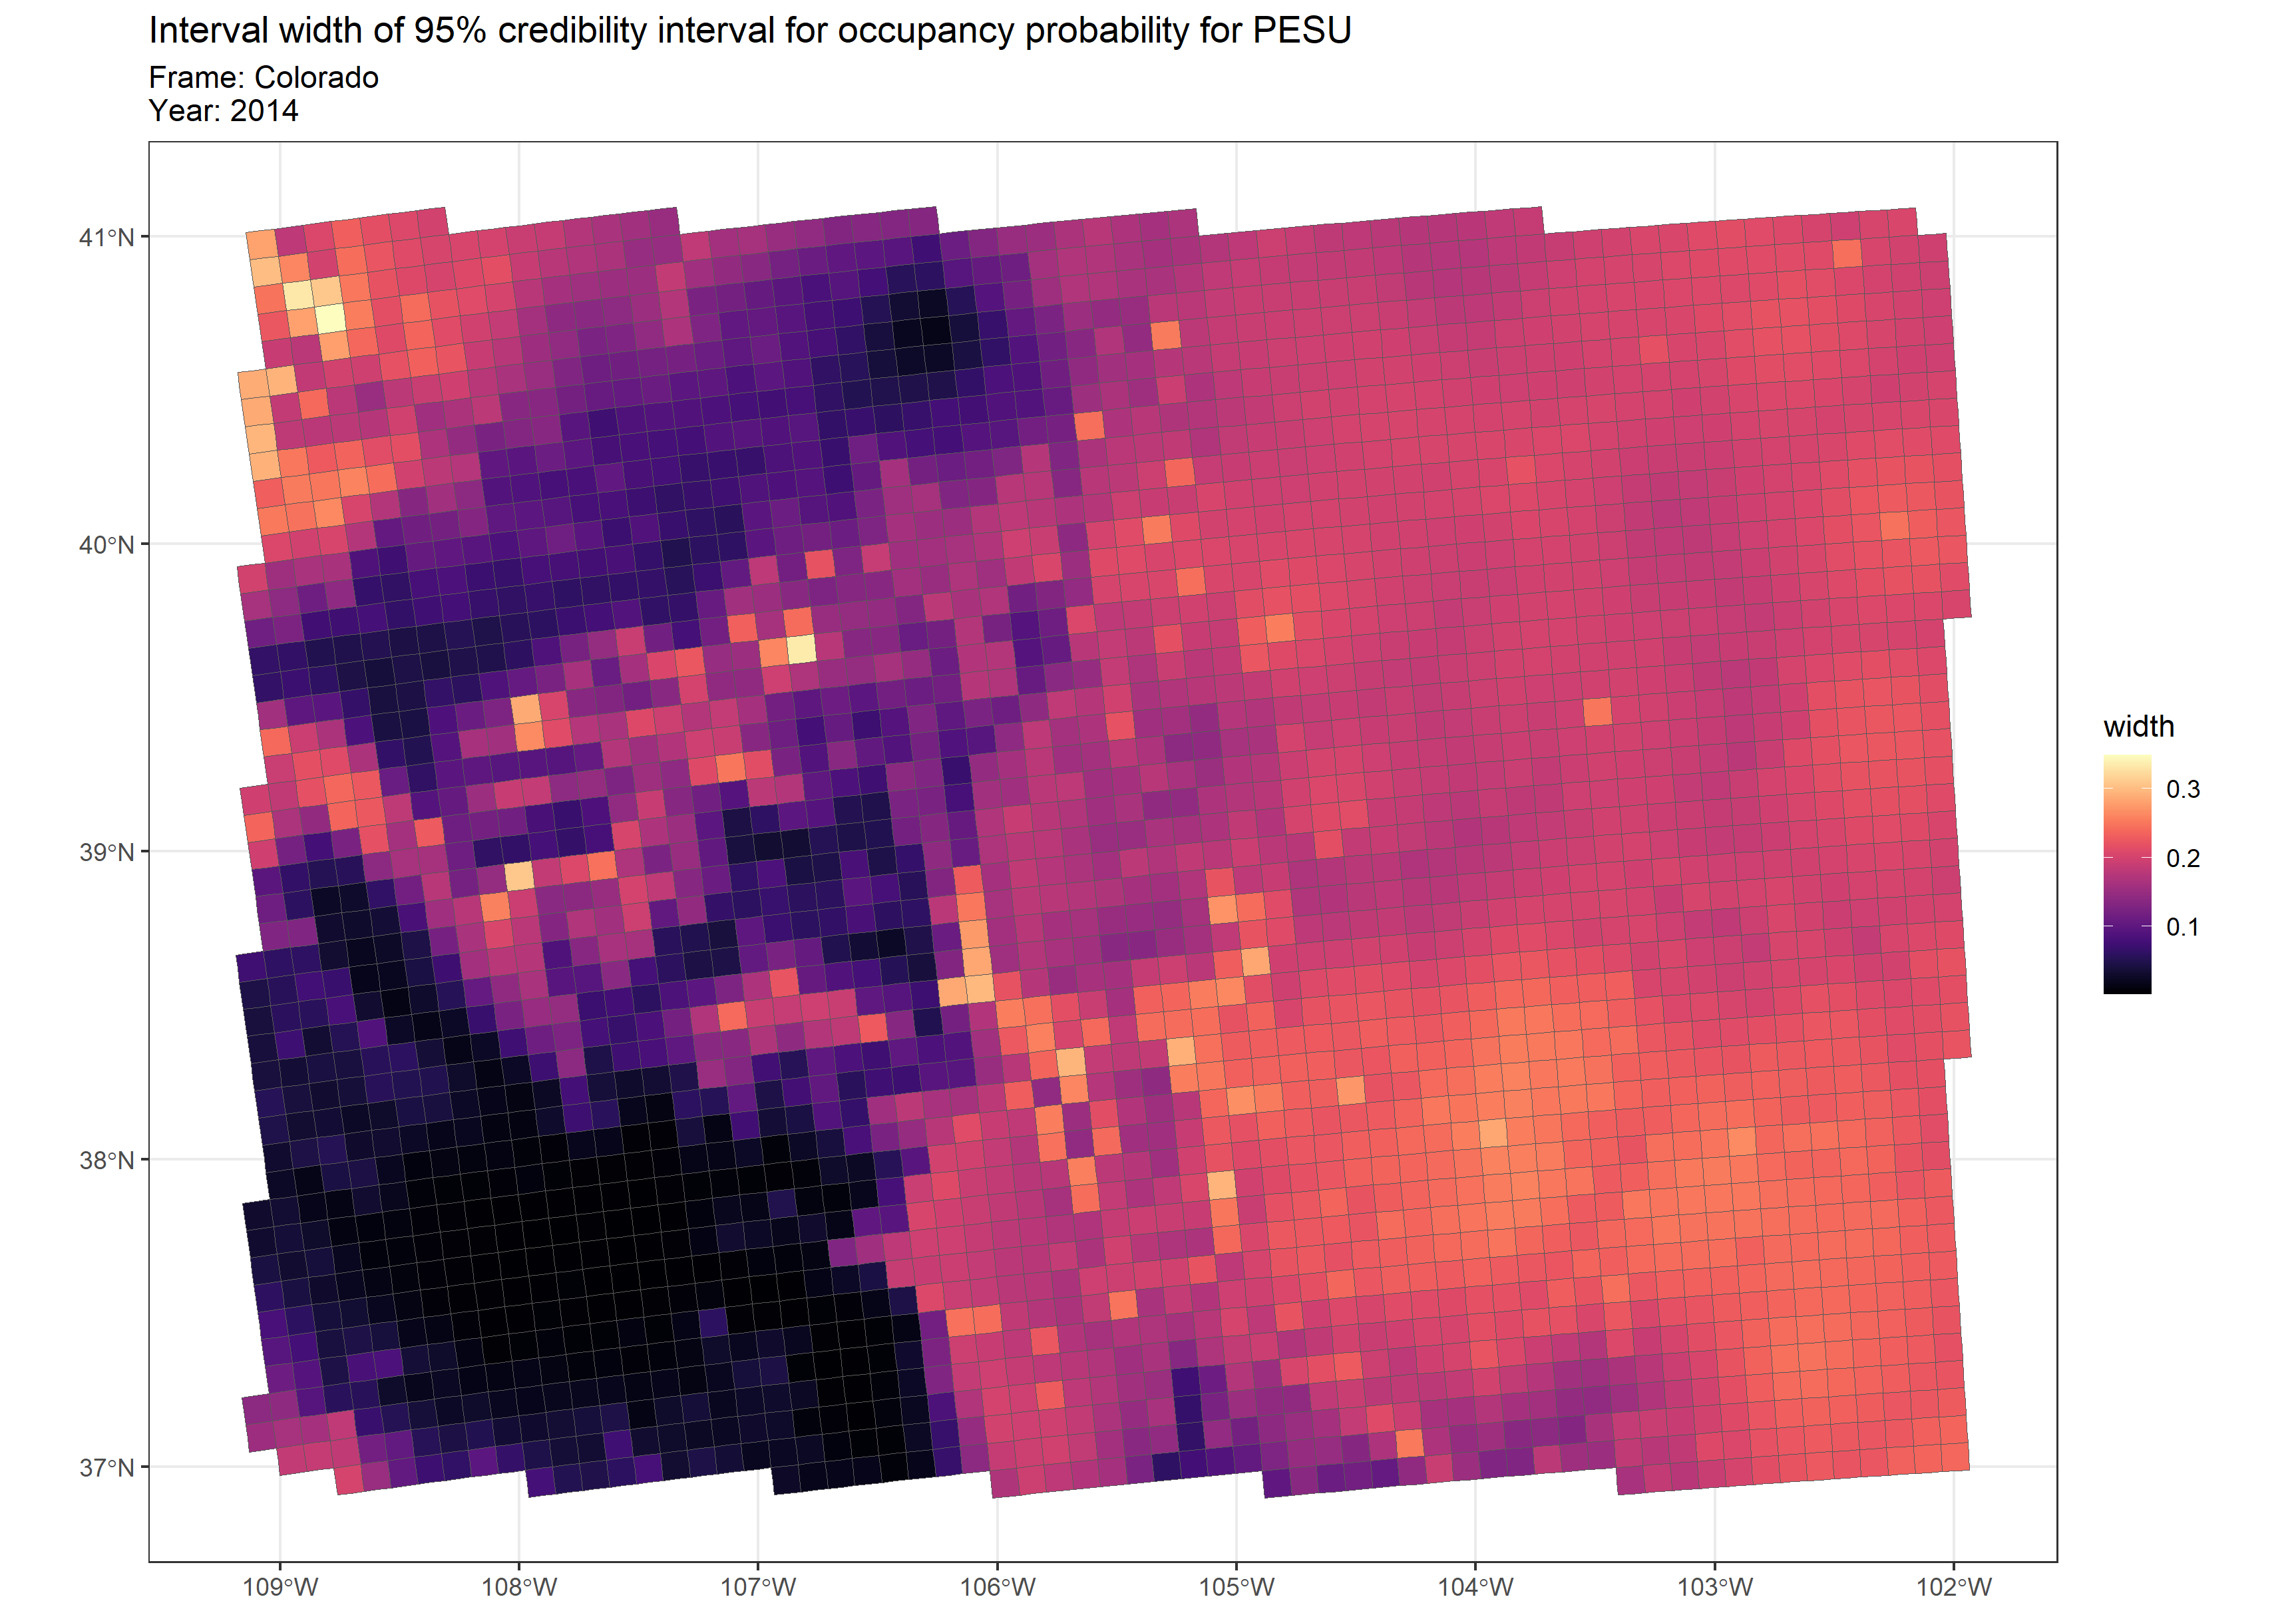 Interval width of 95% credibility interval for occupancy probability for PESU
Frame: Colorado
Year: 2014
41°N
40°N
39°N
38°N
37°N
109°W
108°W
107°W
106°W
105°W
104°W
103°W
102°W
width
0.3
0.2
0.1